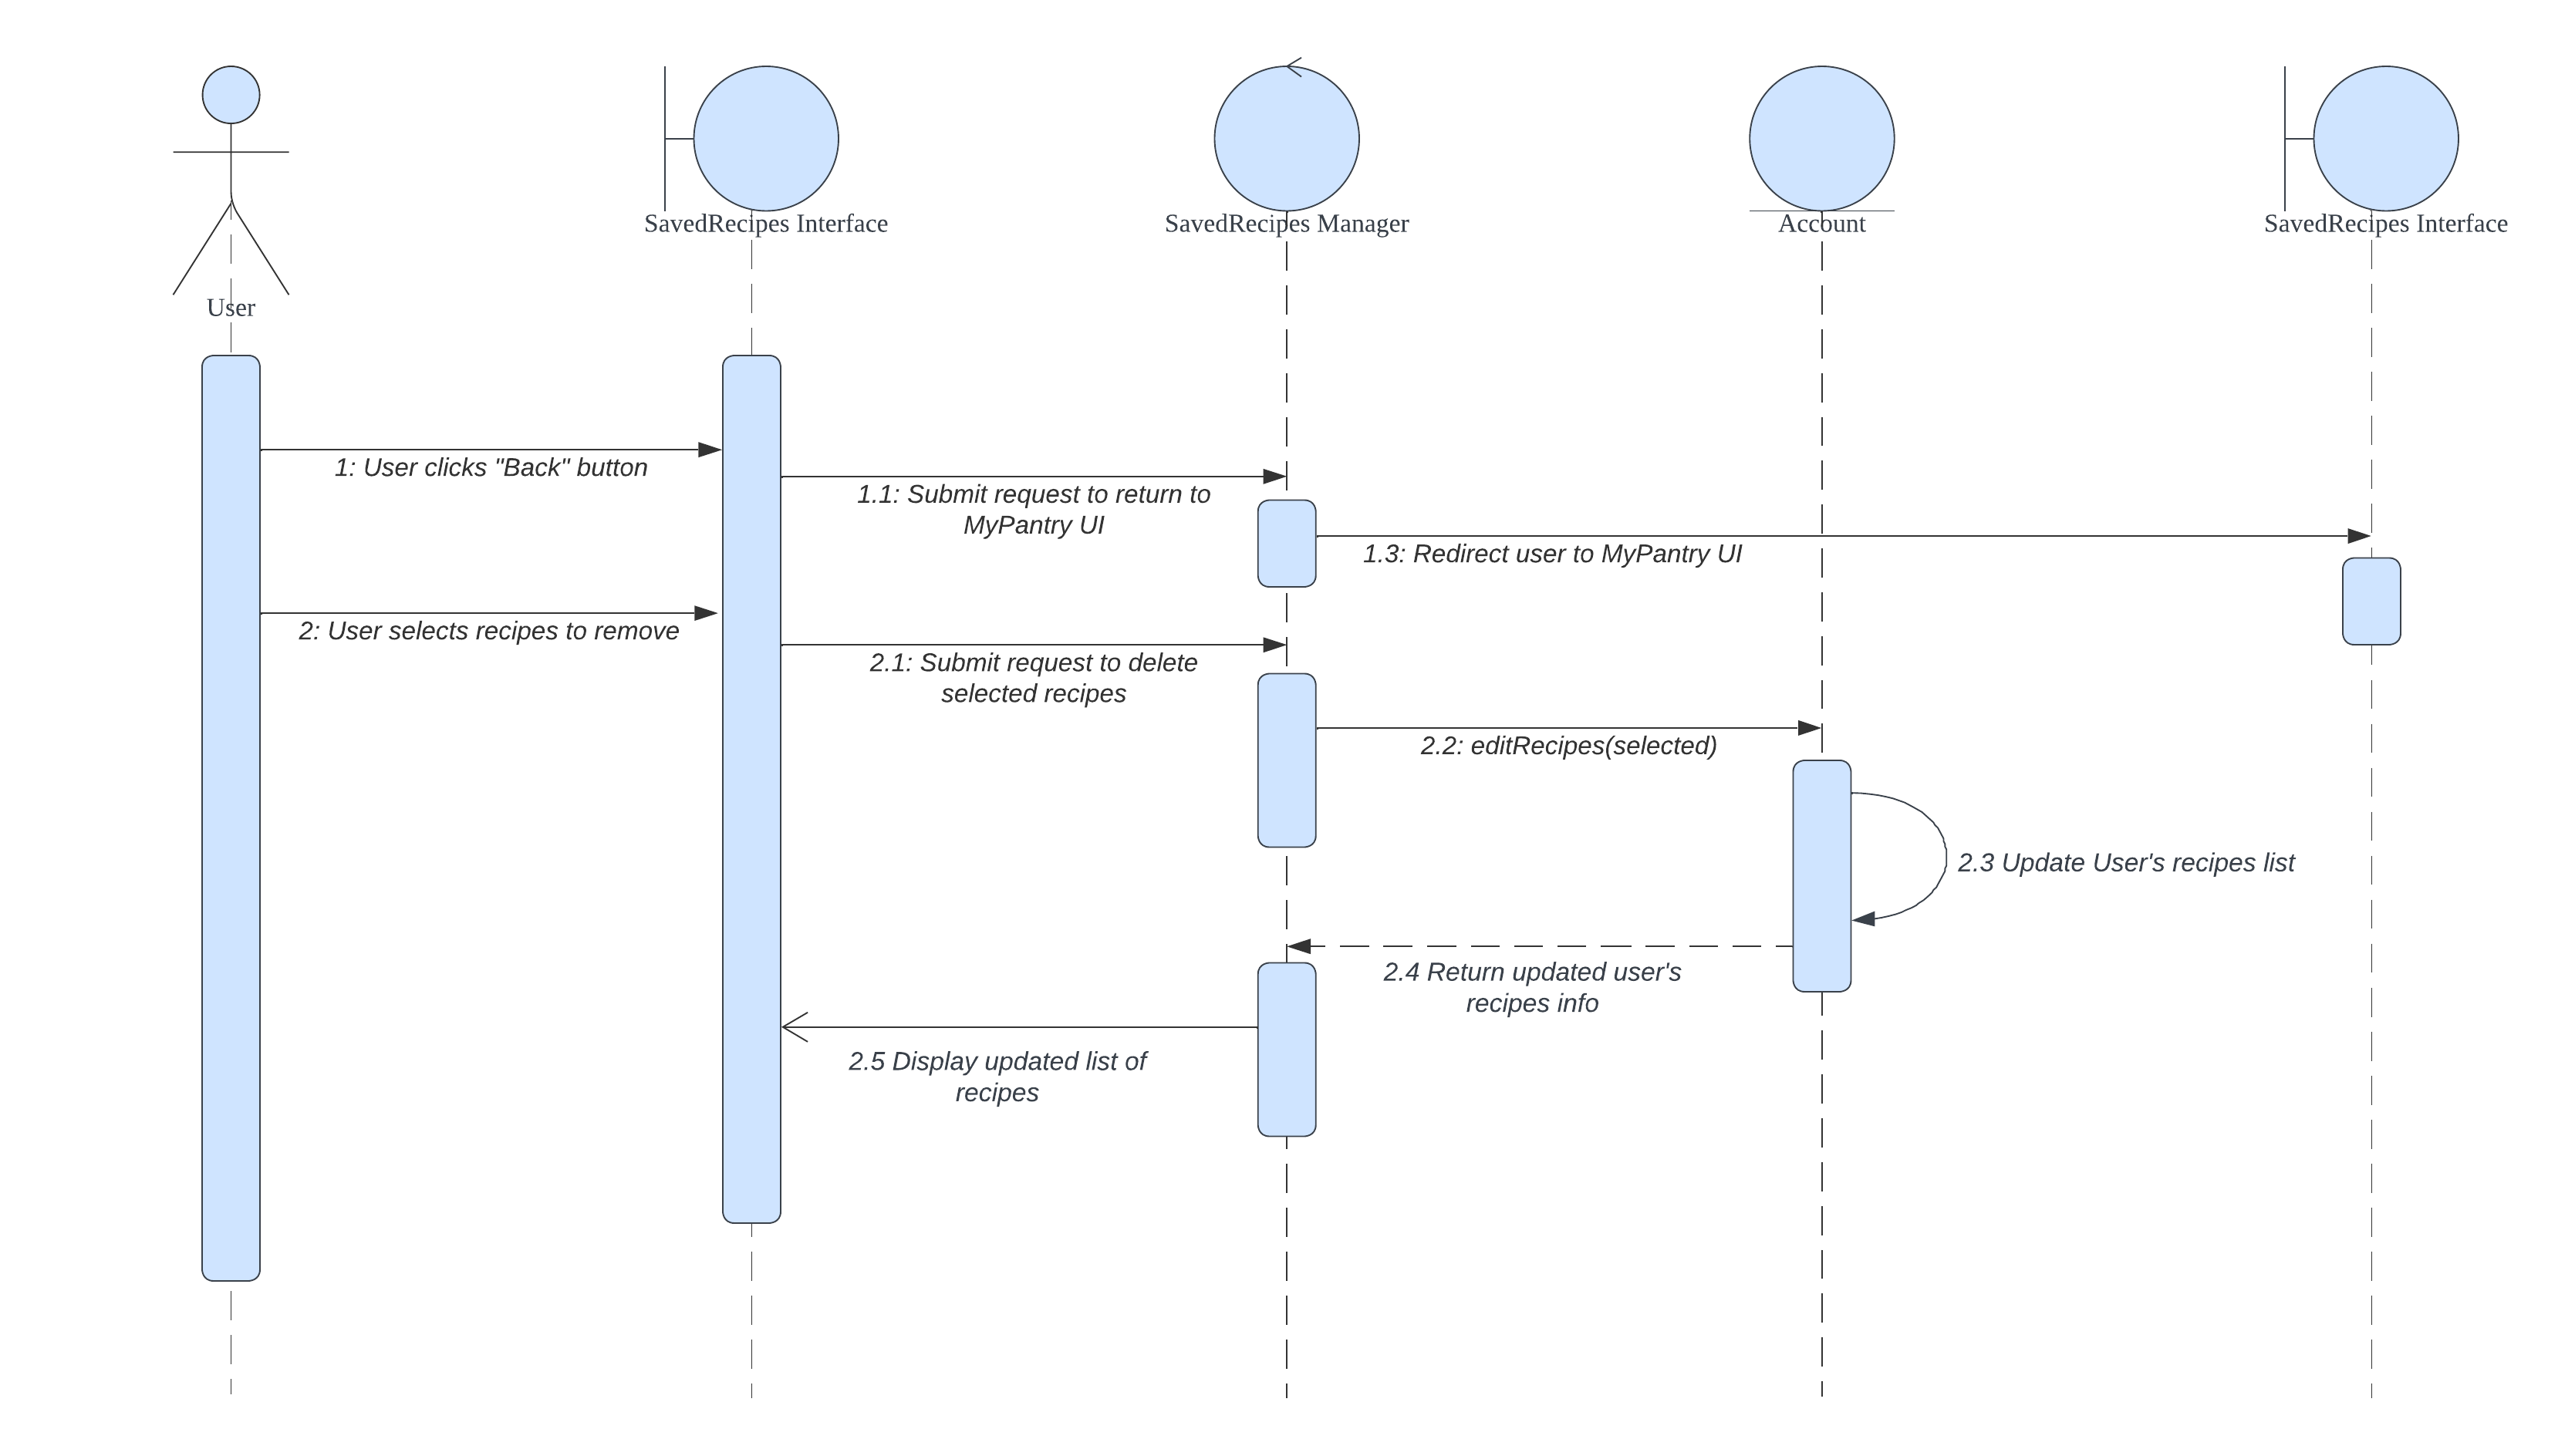 SavedRecipes Interface
SavedRecipes Manager
Account
SavedRecipes Interface
User
1: User clicks "Back" button
1.1: Submit request to return to
MyPantry UI
1.3: Redirect user to MyPantry UI
2: User selects recipes to remove
2.1: Submit request to delete
selected recipes
2.2: editRecipes(selected)
2.3 Update User's recipes list
2.4 Return updated user's
recipes info
2.5 Display updated list of
recipes